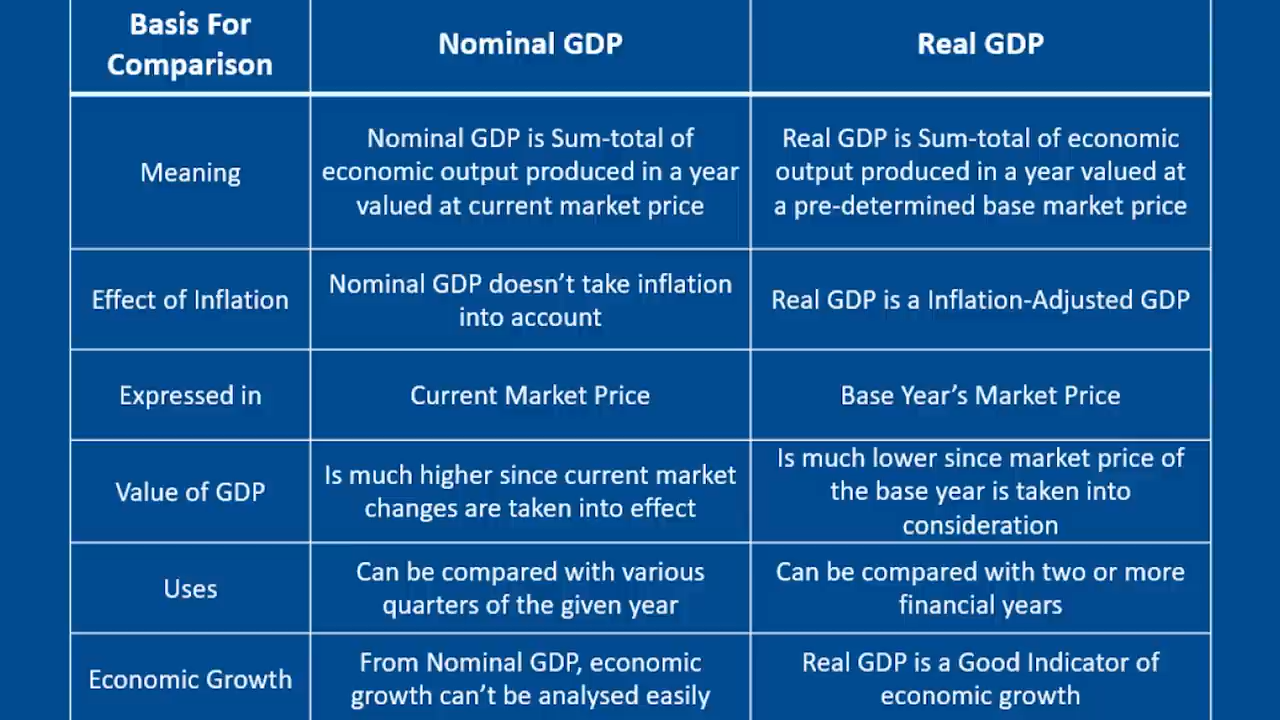 Basis For
Comparison
Nominal GDP
Real GDP
Meaning
Nominal GDP is Sum-total of
economic output produced in a year
valued at current market price
Real GDP is Sum-total of economic
output produced in a year valued at
a pre-determined base market price
Effect of Inflation
Nominal GDP doesn’t take inflation
into account
Real GDP is a Inflation-Adjusted GDP
Expressed in
Current Market Price
Base Year’s Market Price
Value of GDP
Is much higher since current market
changes are taken into effect
Is much lower since market price of
the base year is taken into
consideration
Uses
Can be compared with various
quarters of the given year
Can be compared with two or more
financial years
Economic Growth
From Nominal GDP, economic
growth can’t be analysed easily
Real GDP is a Good Indicator of
economic growth